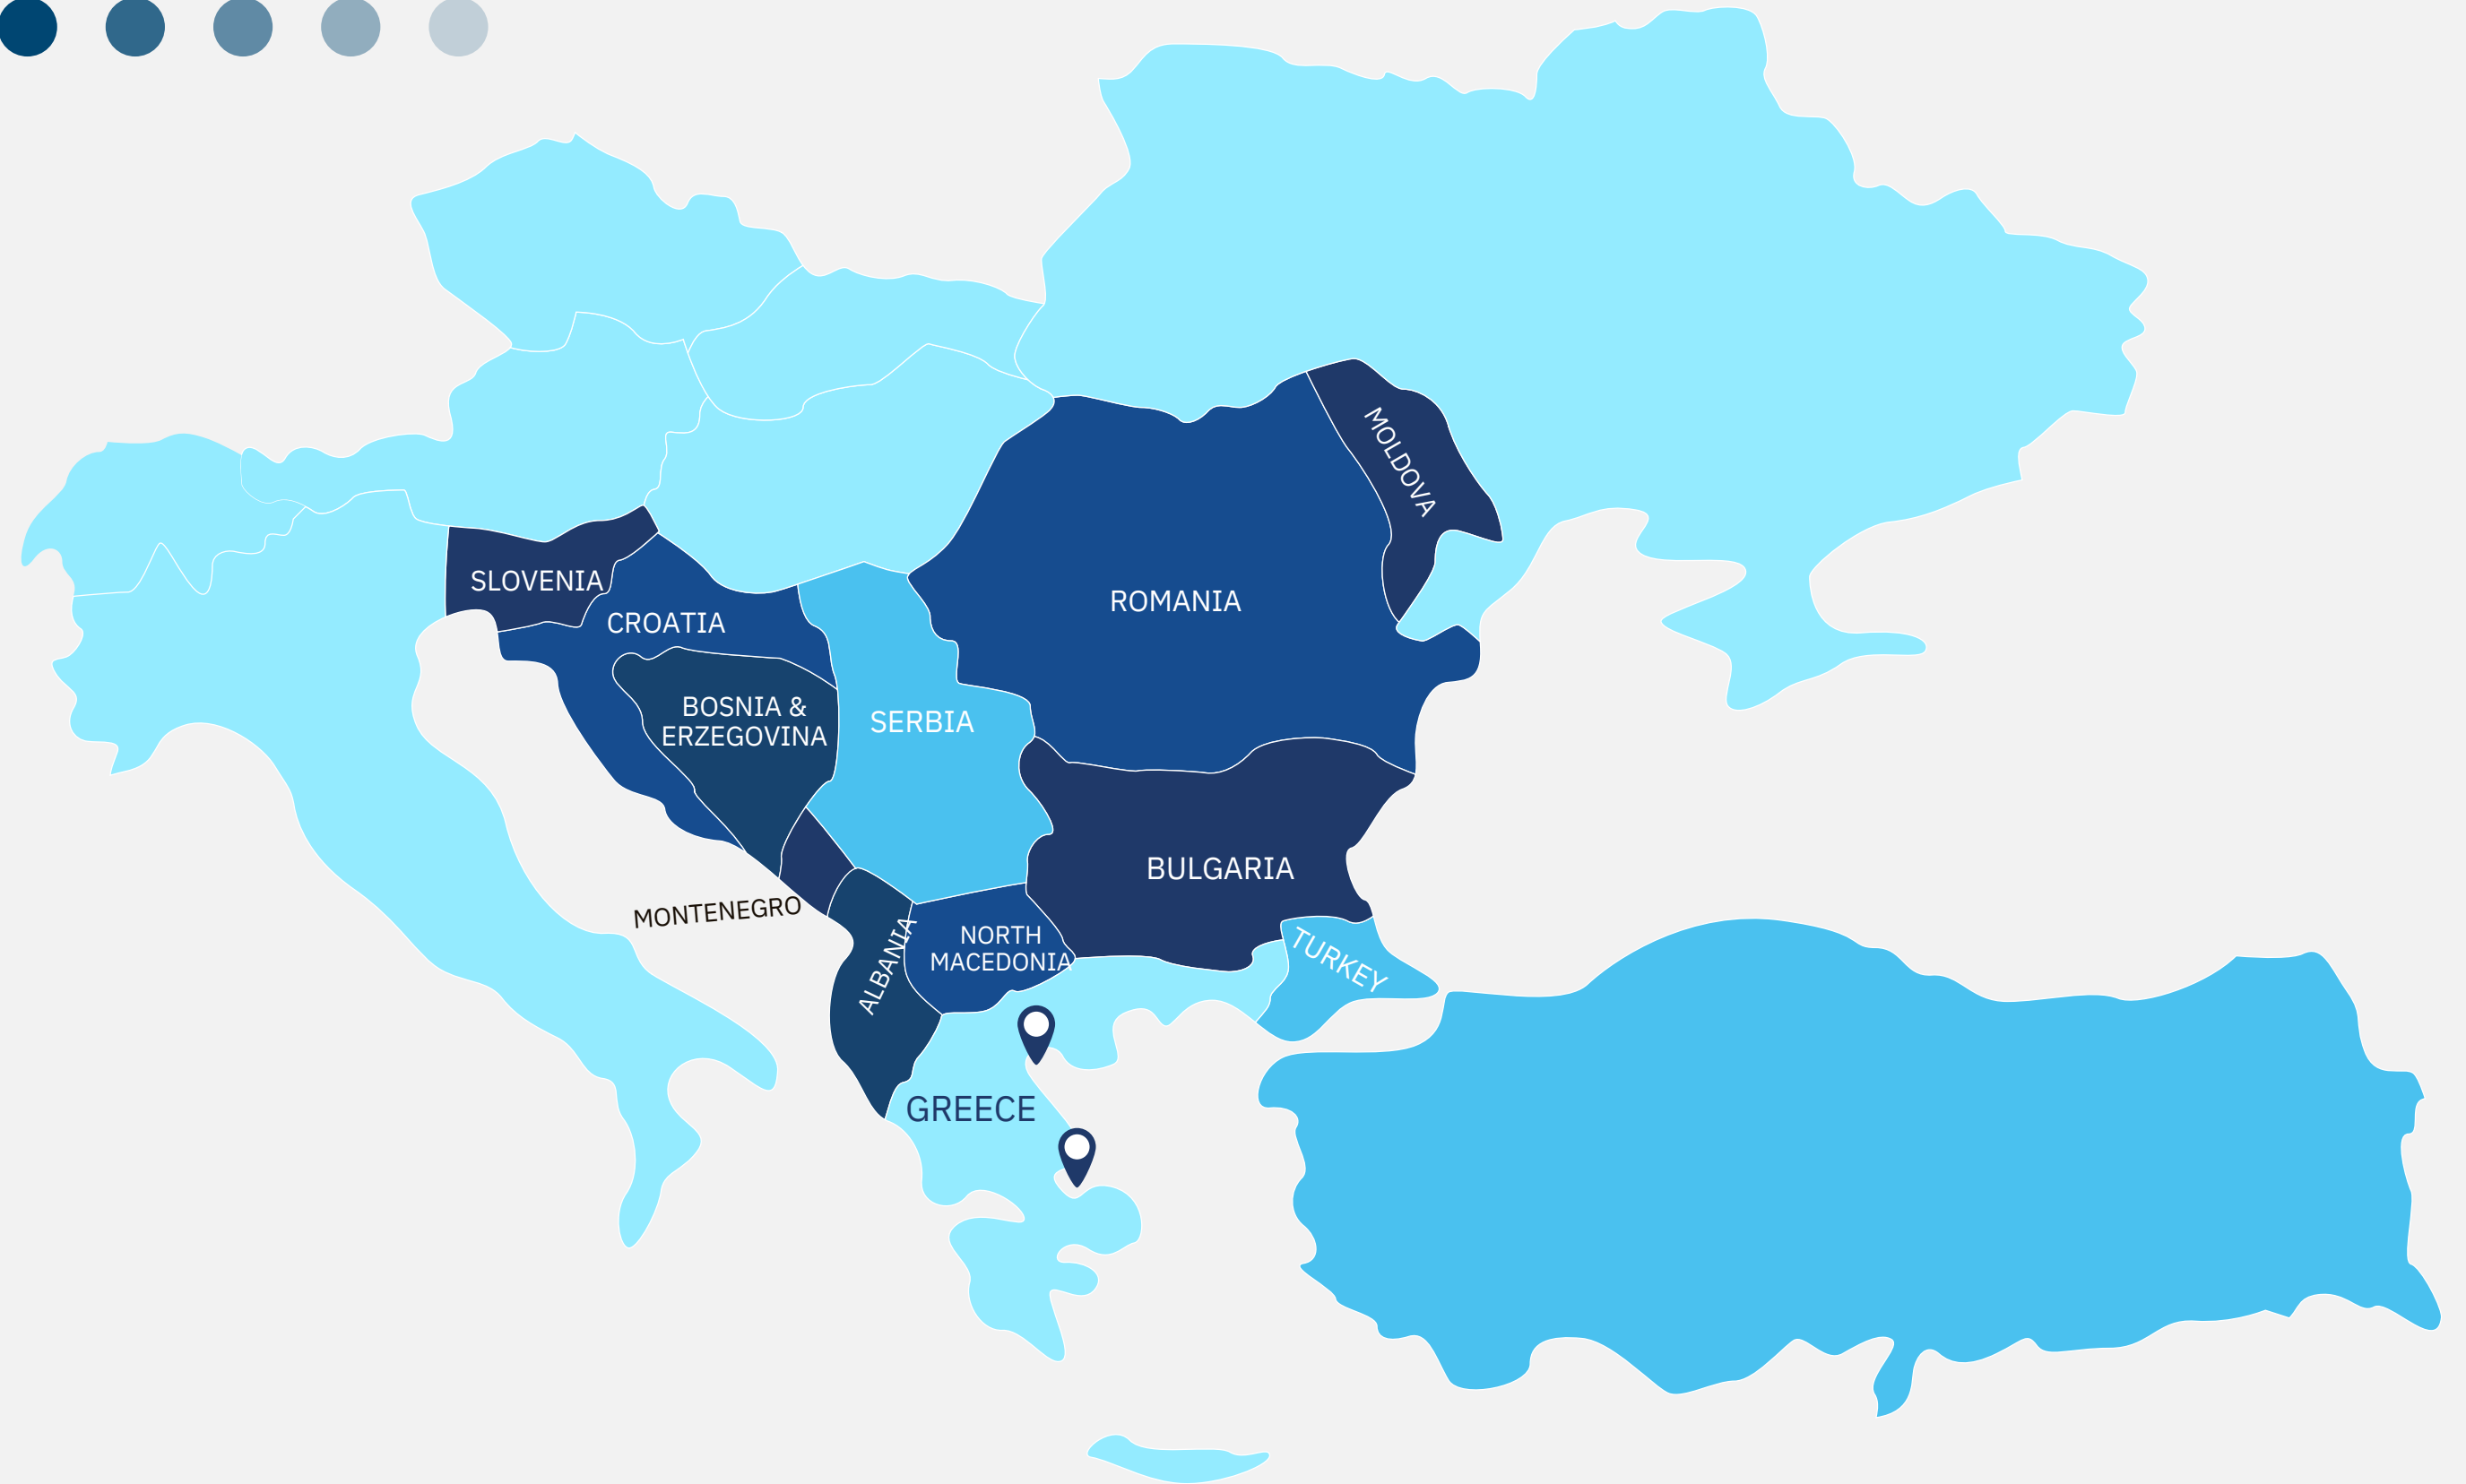 MOLDOVA
SLOVENIA
ROMANIA
CROATIA
BOSNIA &
ERZEGOVINA
SERBIA
BULGARIA
MONTENEGRO
ALBANIA
NORTH
MACEDONIA
TURKEY
GREECE